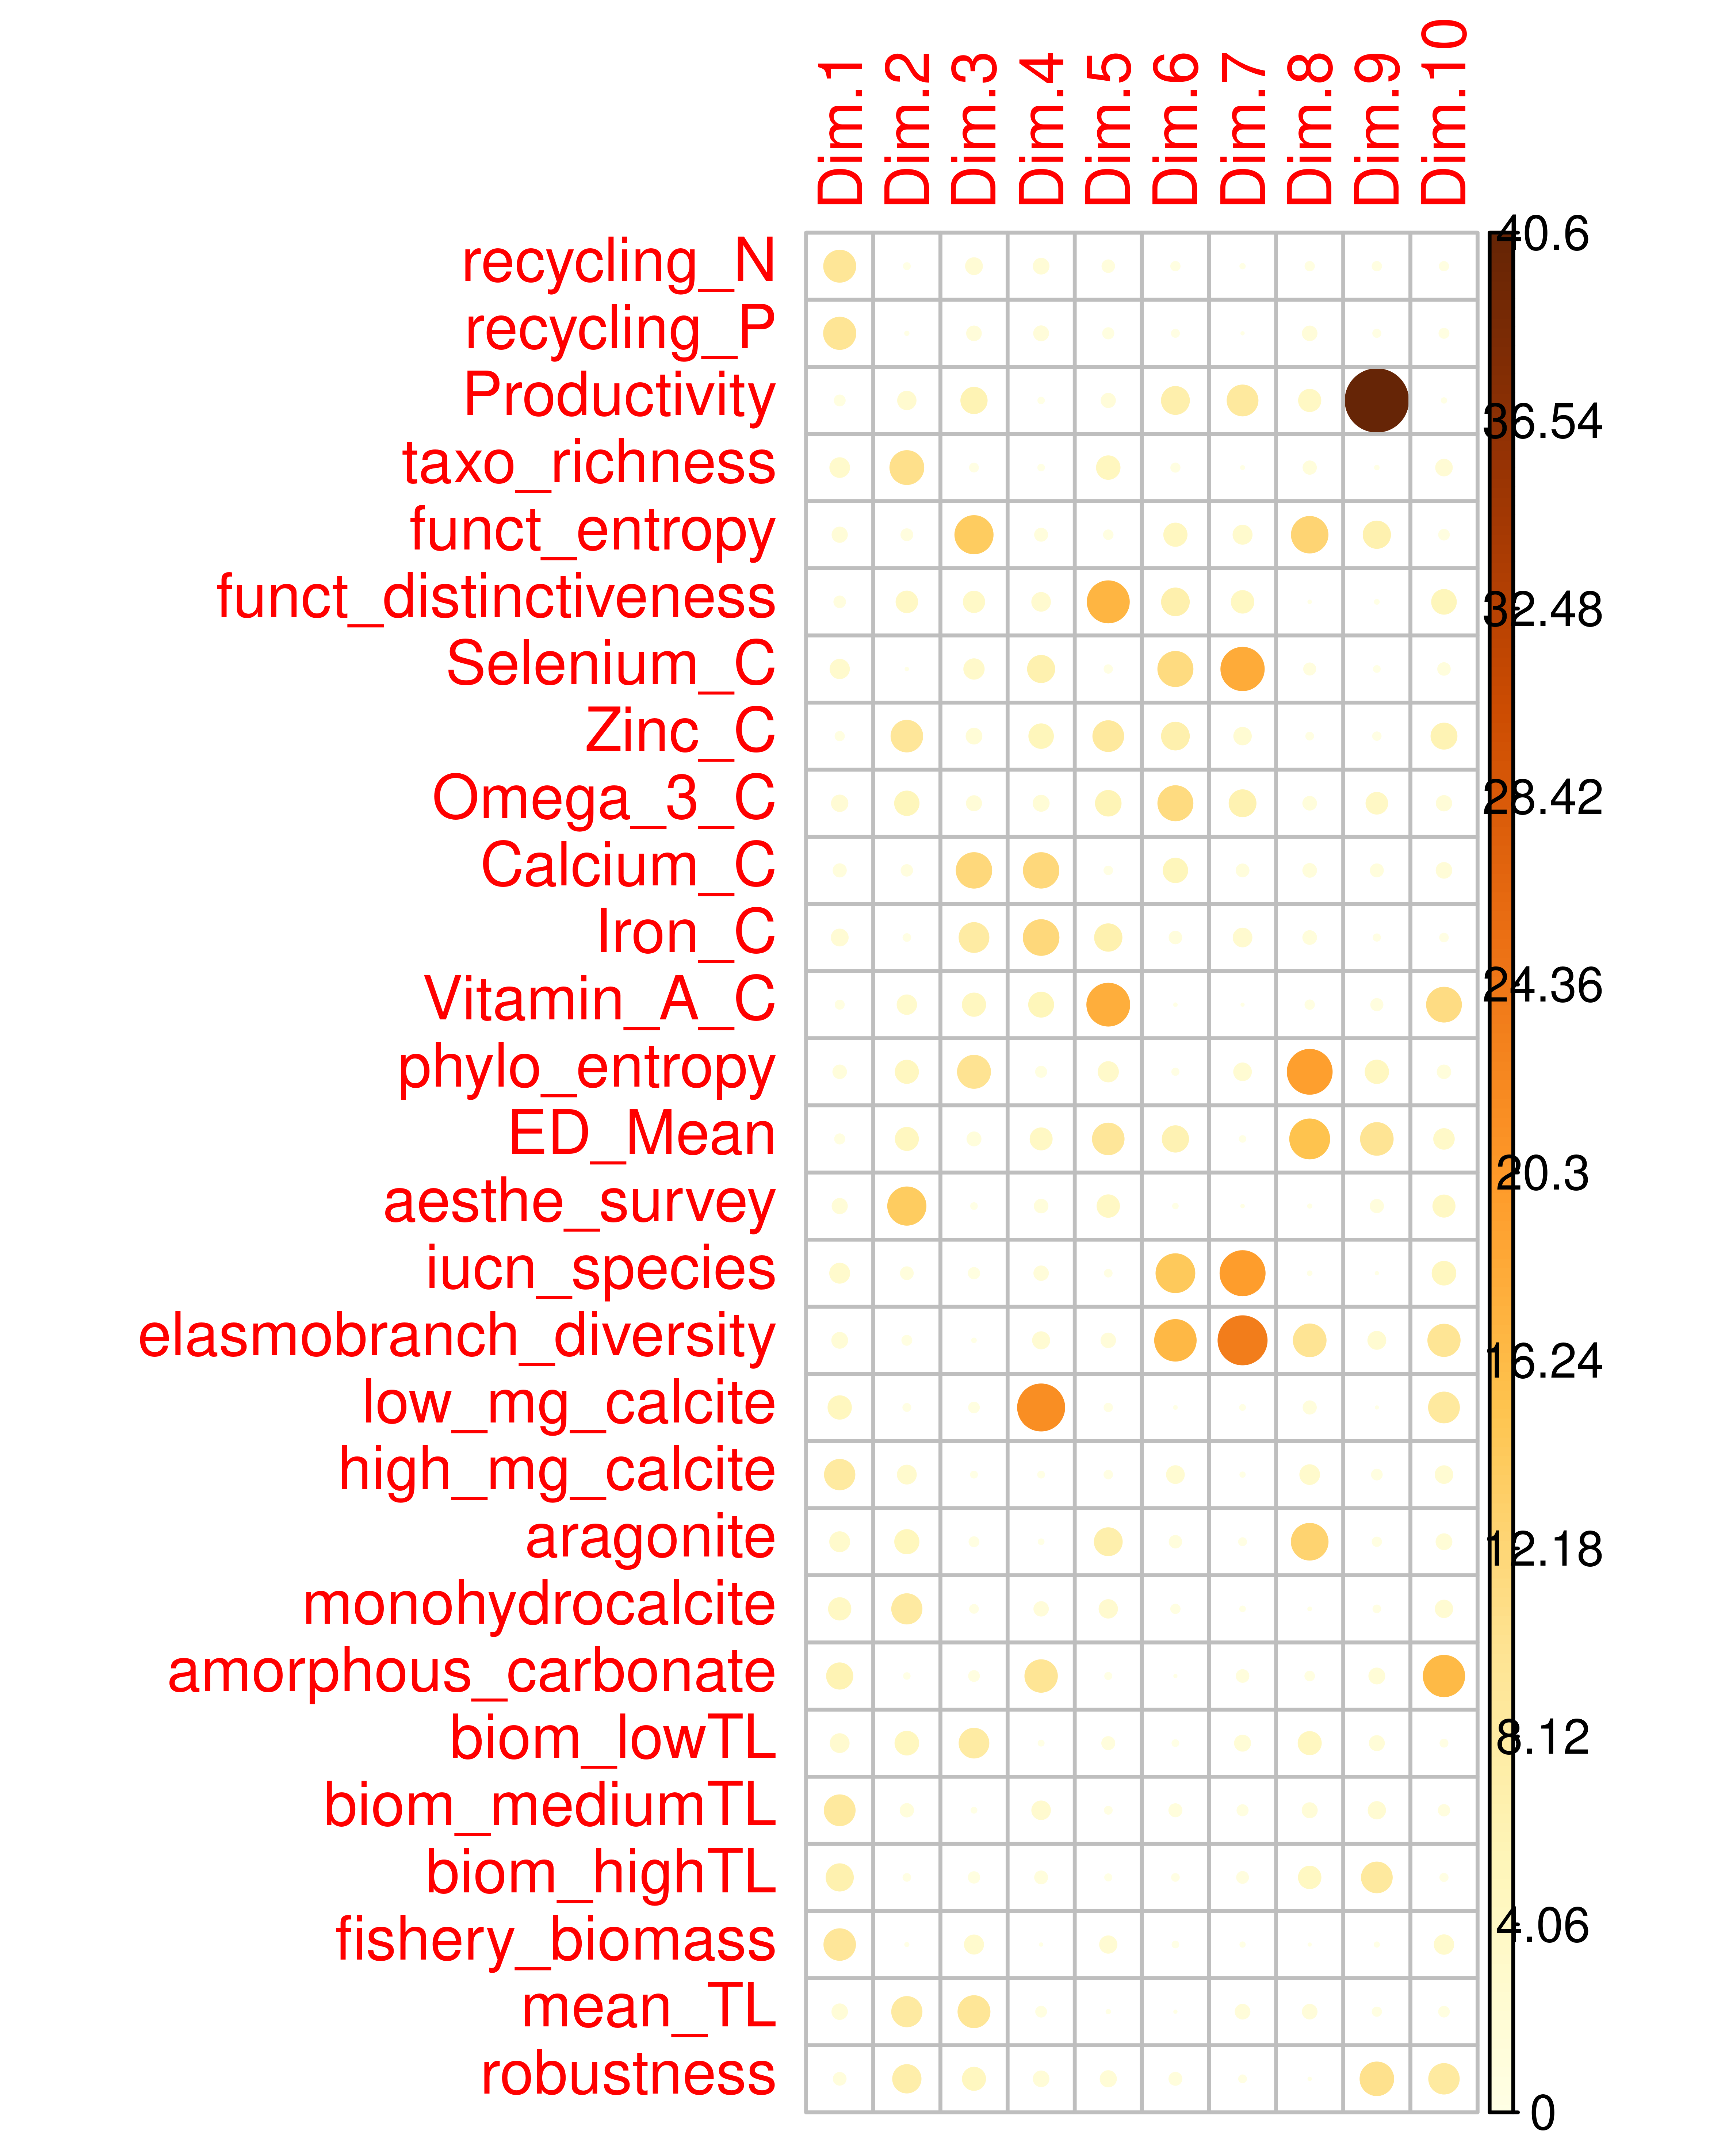 Dim.1 Dim.2 Dim.3 Dim.4 Dim.5 Dim.6 Dim.7 Dim.8 Dim.9 Dim.10
recycling_N
recycling_P
Productivity
taxo_richness
funct_entropy
funct_distinctiveness
Selenium_C
Zinc_C
Omega_3_C
Calcium_C
Iron_C
Vitamin_A_C
phylo_entropy
ED_Mean
aesthe_survey
iucn_species
elasmobranch_diversity
low_mg_calcite
high_mg_calcite
aragonite
monohydrocalcite
amorphous_carbonate
biom_lowTL
biom_mediumTL
biom_highTL
fishery_biomass
mean_TL
robustness
40.6
36.54
32.48
28.42
24.36
20.3
16.24
12.18
8.12
4.06
0